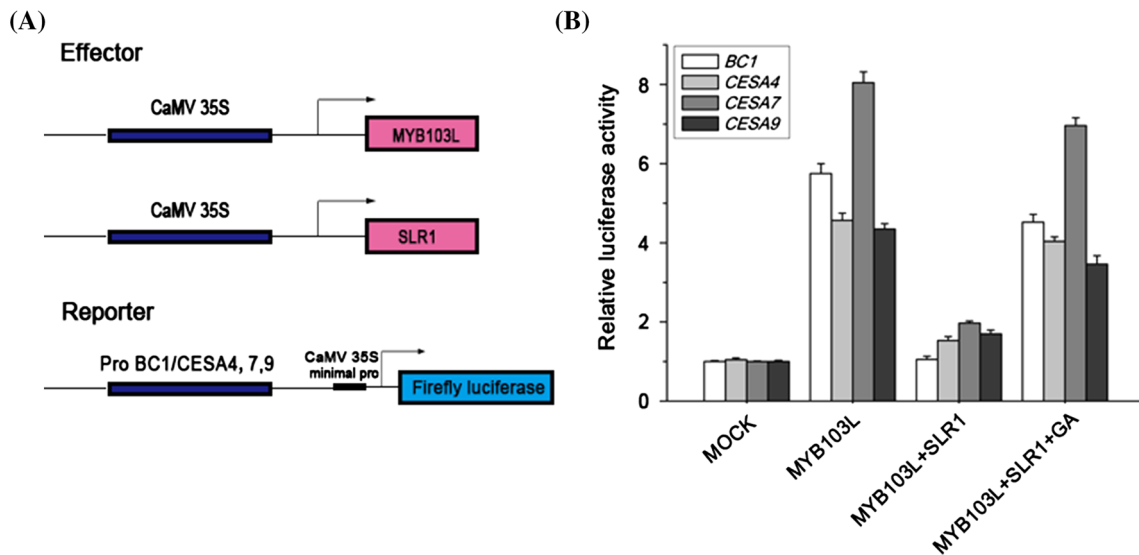 (A)
Effector
CaMV 35S
MYB103L
CaMV 35S
SLR1
Reporter
Pro BC1/CESA4, 7,9
CaMV 35S
minimal pro
Firefly luciferase
(B)
Relative luciferase activity
8
6
4
2
0
BC1
CESA4
CESA7
CESA9
MOCK
MYB103L
MYB103L+SLR1
MYB103L+SLR1+GA